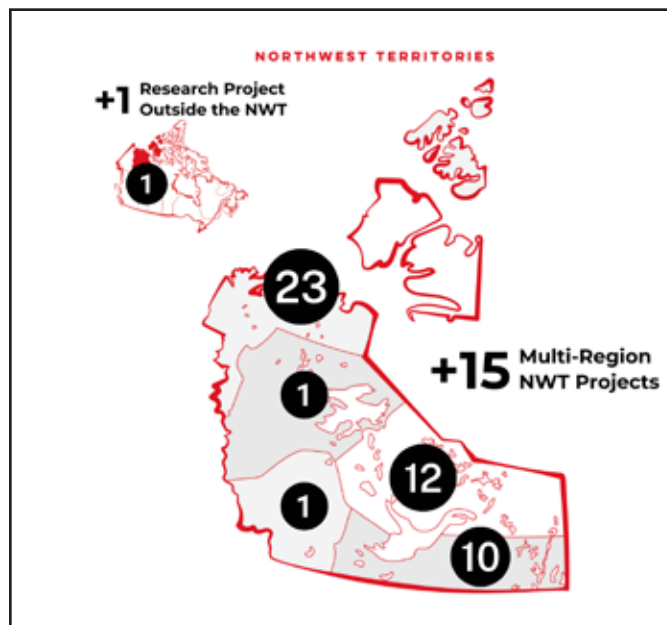 NORTHWEST TERRITORIES
+1 Research Project
Outside the NWT
1
23
+15 Multi-Region
NWT Projects
1
12
1
10